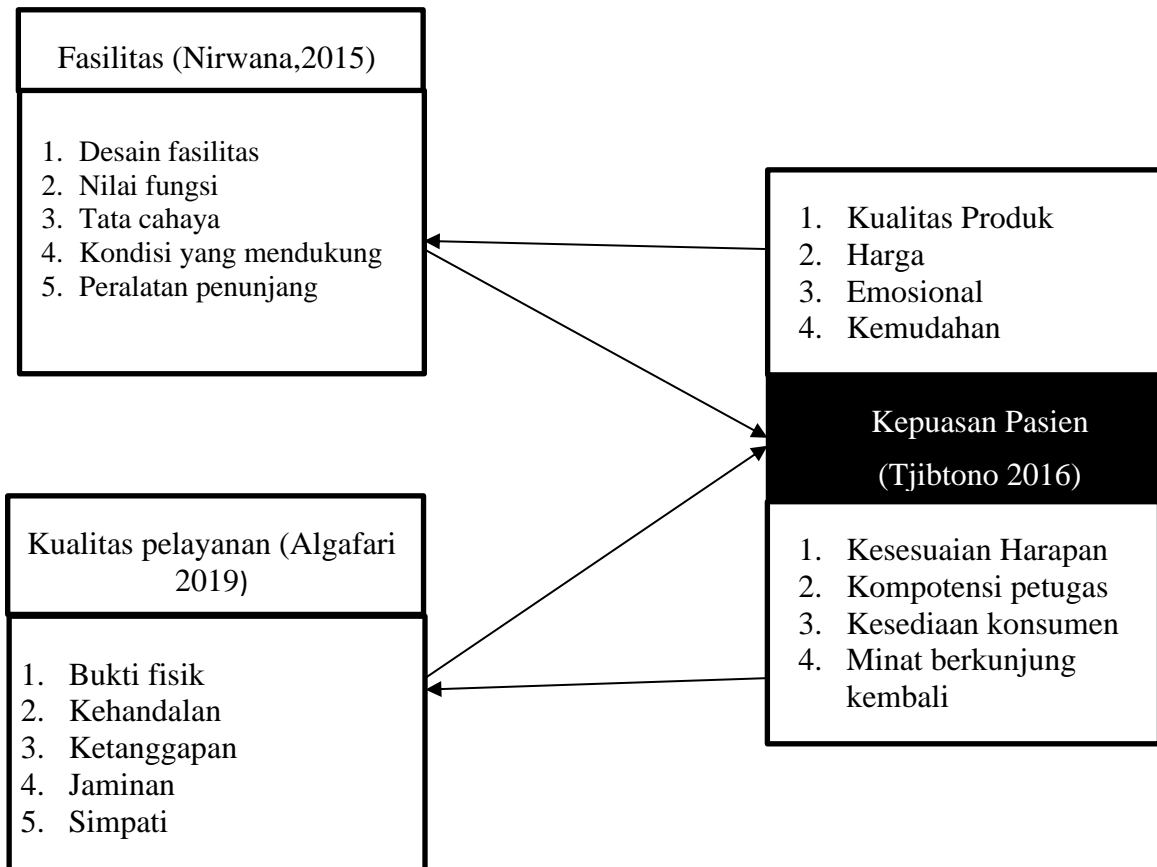 Fasilitas (Nirwana,2015)
1. Desain fasilitas
2. Nilai fungsi
3. Tata cahaya
4. Kondisi yang mendukung
5. Peralatan penunjang
1. Kualitas Produk
2. Harga
3. Emosional
4. Kemudahan
Kepuasan Pasien
(Tjibtono 2016)
1. Kesesuaian Harapan
2. Kompotensi petugas
3. Kesediaan konsumen
4. Minat berkunjung
kembali
Kualitas pelayanan (Algafari
2019)
1. Bukti fisik
2. Kehandalan
3. Ketanggapan
4. Jaminan
5. Simpati